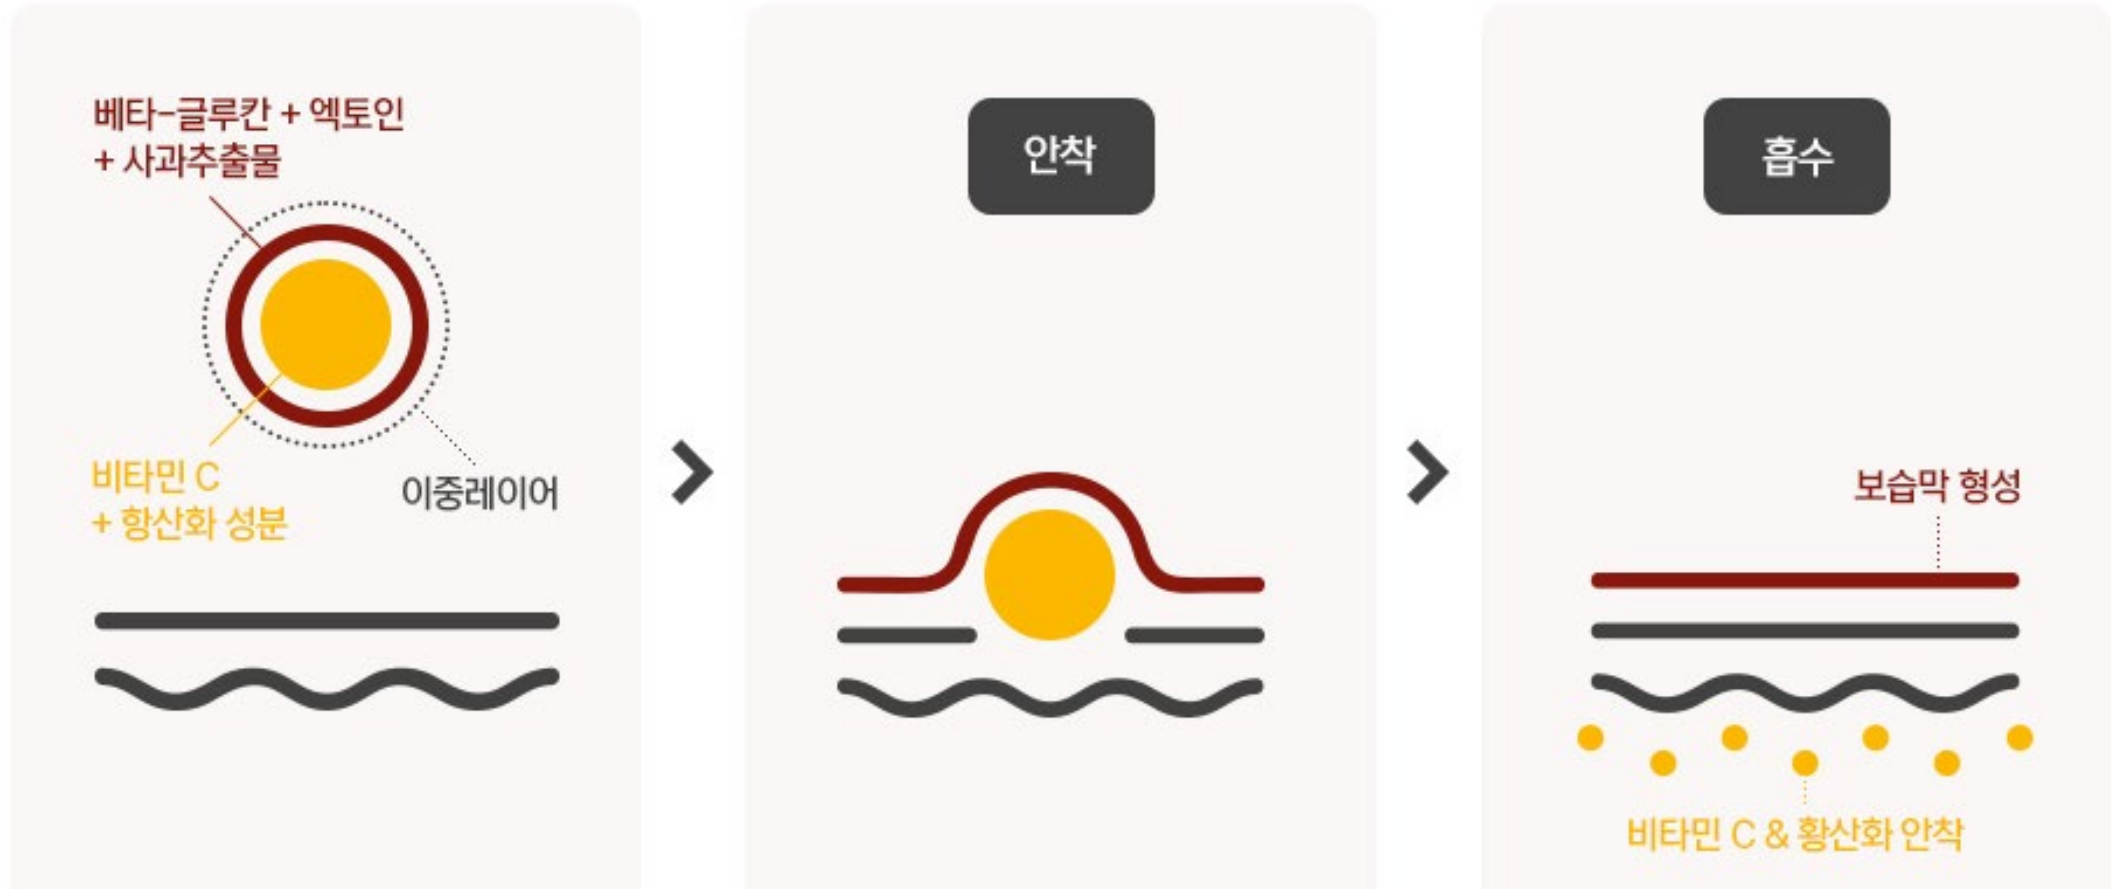 베타-글루칸 + 엑토인
+ 사과추출물
비타민 C
+ 항산화 성분
이중레이어
안착
흡수
보습막 형성
비타민 C & 황산화 안착